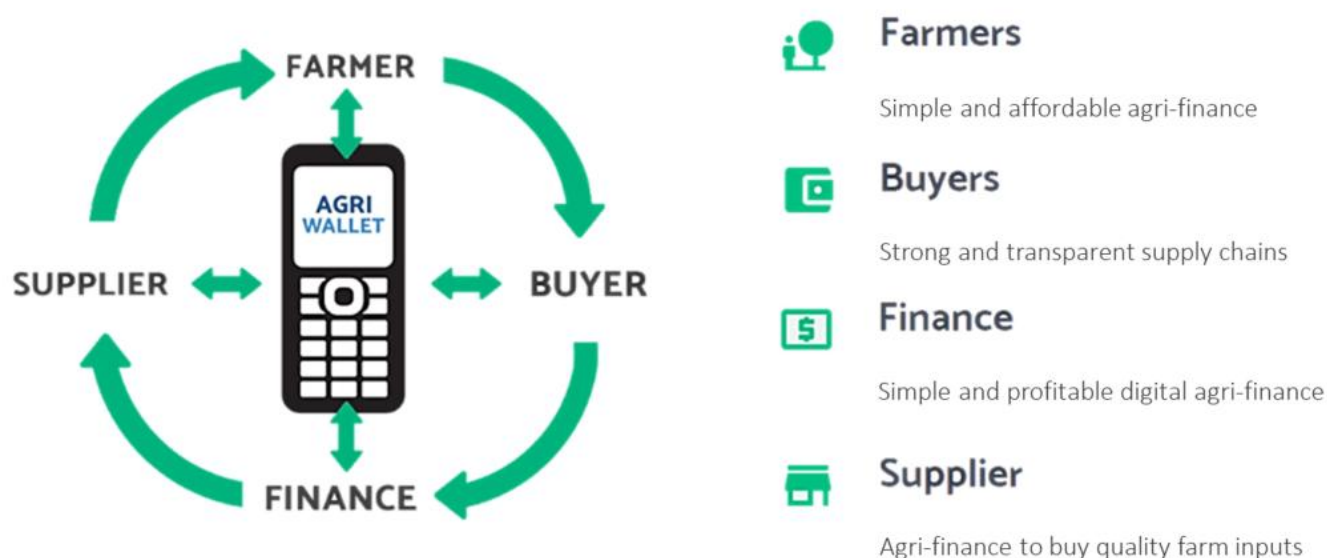 FARMER
AGRI
WALLET
SUPPLIER
BUYER
FINANCE
Farmers
Simple and affordable agri-finance
Buyers
Strong and transparent supply chains
Finance
$
Simple and profitable digital agri-finance
Supplier
Agri-finance to buy quality farm inputs